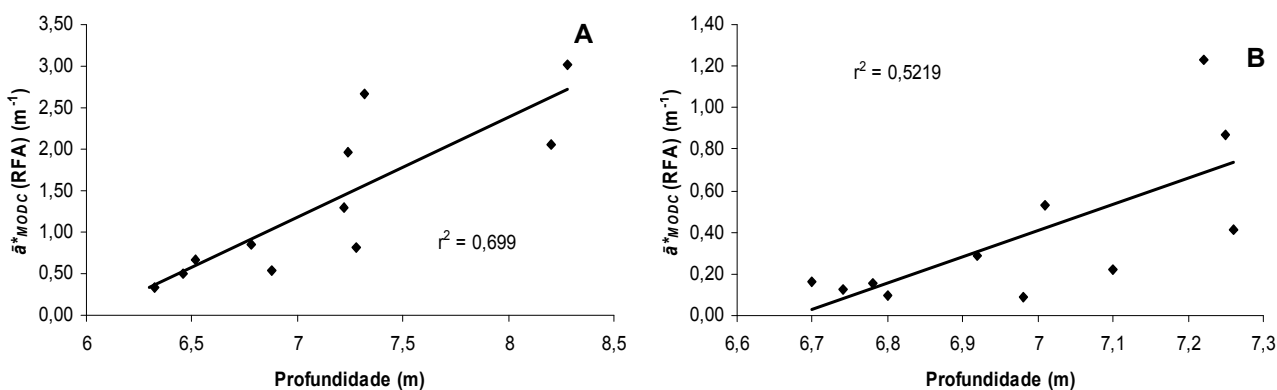 A
ā*MODC (RFA) (m⁻¹)
3,50
3,00
2,50
2,00
1,50
1,00
0,50
0,00
r² = 0,699
6 6,5 7 7,5 8 8,5
Profundidade (m)
B
ā*MODC (RFA) (m⁻¹)
1,40
1,20
1,00
0,80
0,60
0,40
0,20
0,00
r² = 0,5219
6,6 6,7 6,8 6,9 7 7,1 7,2 7,3
Profundidade (m)